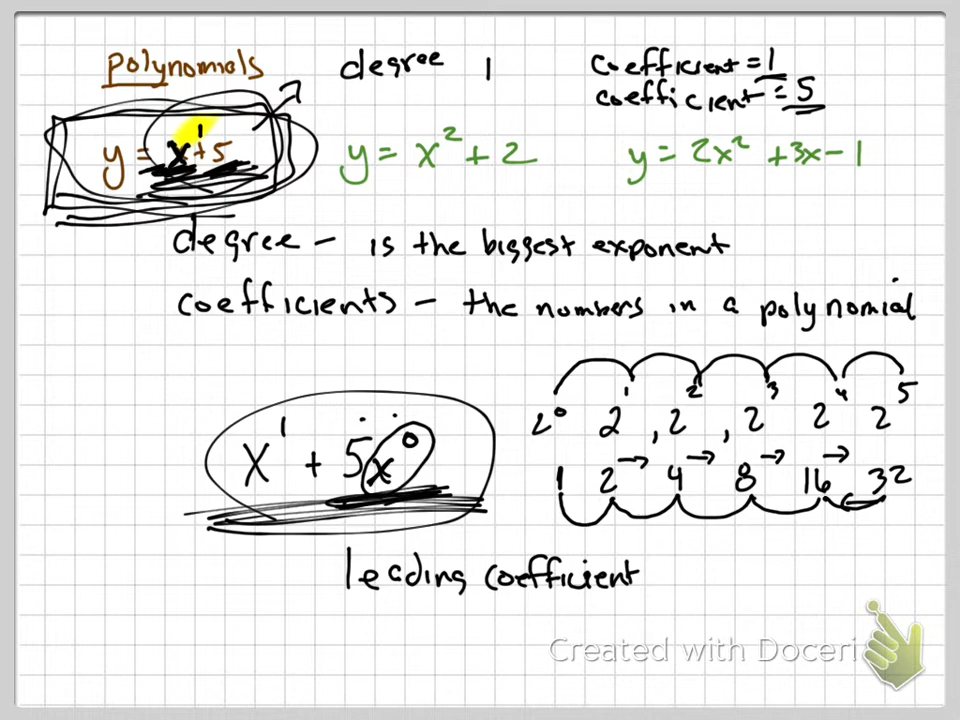 polynomials degree 1 coefficient = 1
coefficient = 5
y = x¹ + 5 y = x² + 2 y = 2x² + 3x - 1
degree - is the biggest exponent
coefficients - the numbers in a polynomial
x¹ + 5x⁰ 2⁰ 2¹, 2², 2³ 2⁴ 2⁵
1 2 → 4 → 8 → 16 → 32
leading coefficient
Created with Doceri